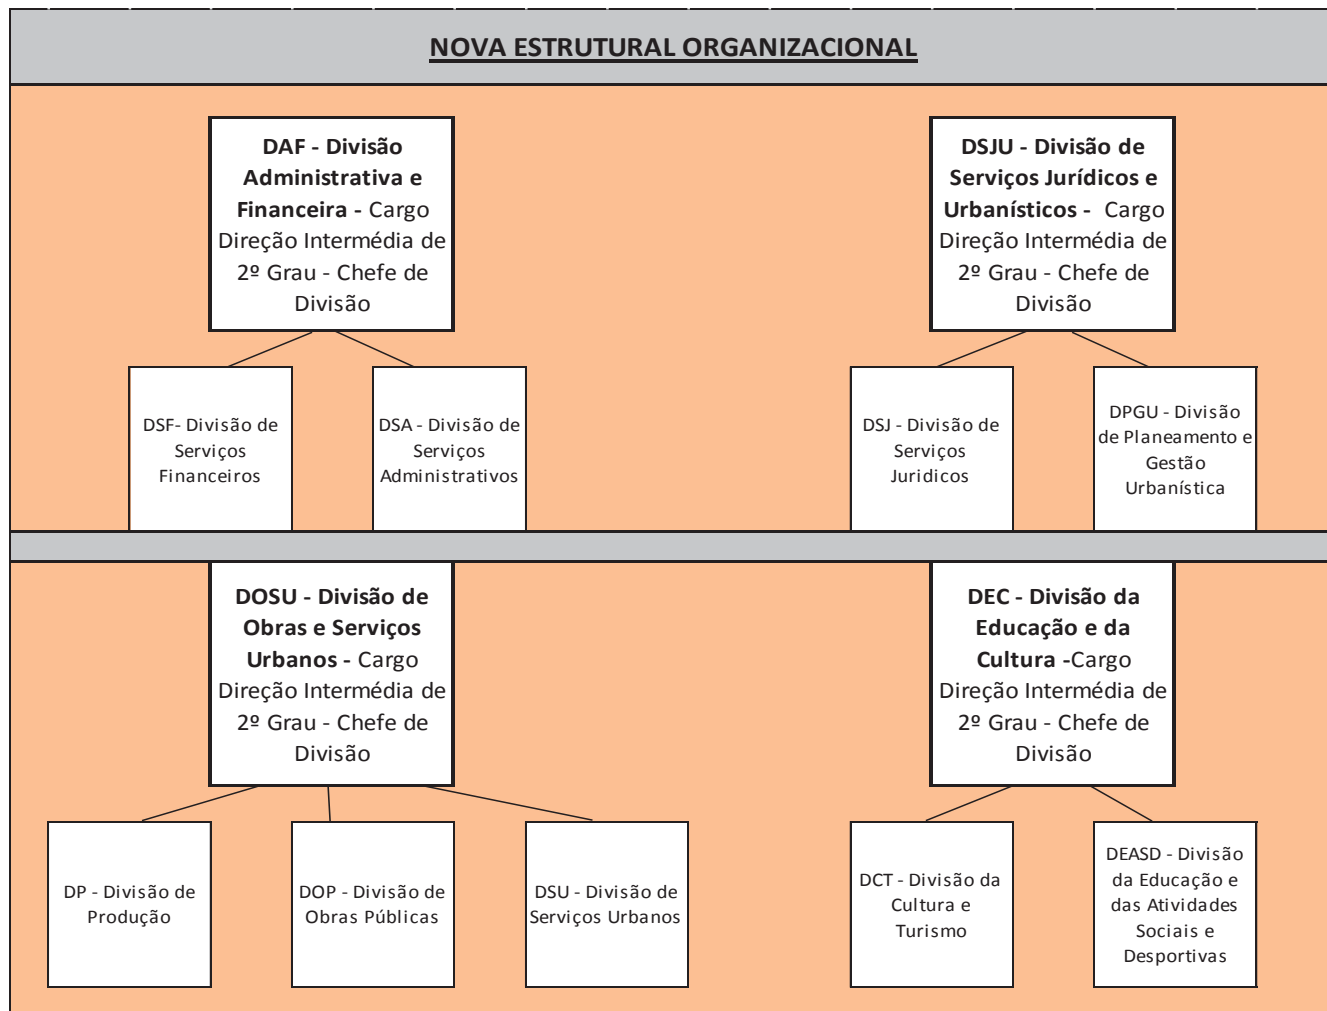 NOVA ESTRUTURAL ORGANIZACIONAL
DAF - Divisão
Administrativa e
Financeira - Cargo
Direção Intermédia de
2º Grau - Chefe de
Divisão
DSJU - Divisão de
Serviços Jurídicos e
Urbanísticos - Cargo
Direção Intermédia de
2º Grau - Chefe de
Divisão
DSF- Divisão de
Serviços
Financeiros
DSA - Divisão de
Serviços
Administrativos
DSJ - Divisão de
Serviços
Juridicos
DPGU - Divisão
de Planeamento e
Gestão
Urbanística
DOSU - Divisão de
Obras e Serviços
Urbanos - Cargo
Direção Intermédia de
2º Grau - Chefe de
Divisão
DEC - Divisão da
Educação e da
Cultura -Cargo
Direção Intermédia de
2º Grau - Chefe de
Divisão
DP - Divisão de
Produção
DOP - Divisão de
Obras Públicas
DSU - Divisão de
Serviços Urbanos
DCT - Divisão da
Cultura e
Turismo
DEASD - Divisão
da Educação e
das Atividades
Sociais e
Desportivas